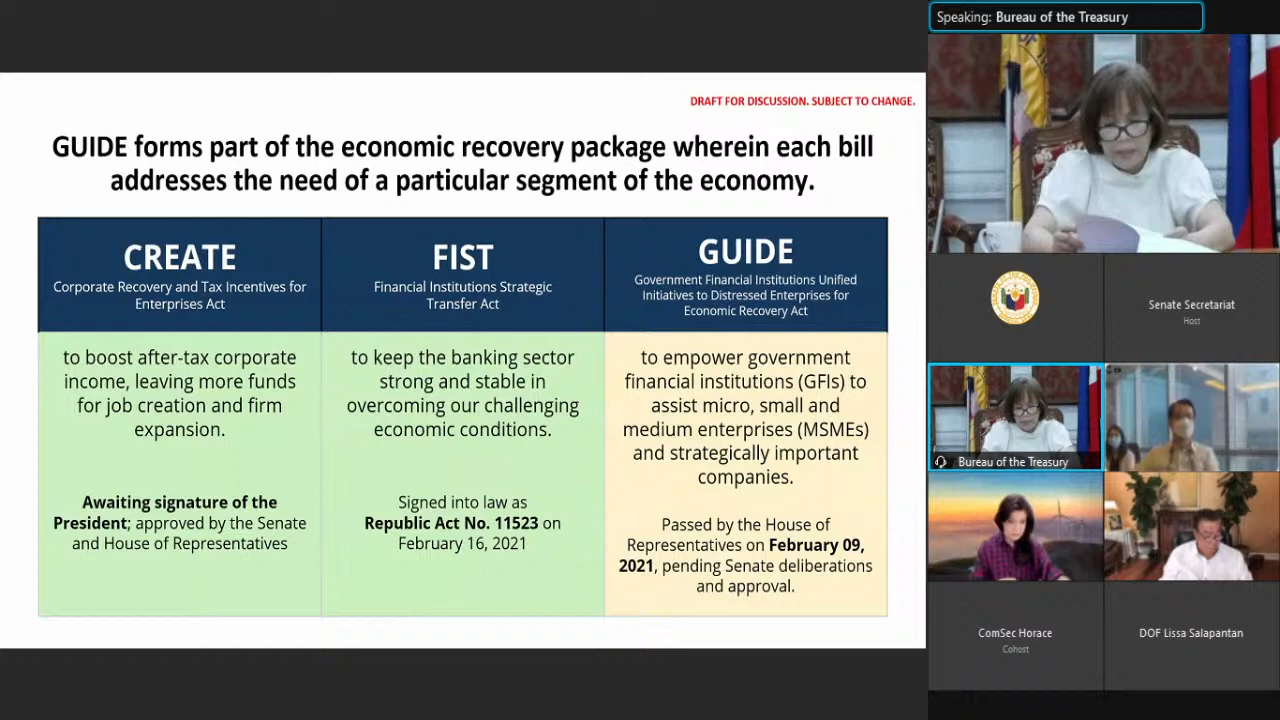 Speaking: Bureau of the Treasury
DRAFT FOR DISCUSSION. SUBJECT TO CHANGE.
GUIDE forms part of the economic recovery package wherein each bill
addresses the need of a particular segment of the economy.
CREATE
Corporate Recovery and Tax Incentives for
Enterprises Act
to boost after-tax corporate
income, leaving more funds
for job creation and firm
expansion.
Awaiting signature of the
President; approved by the Senate
and House of Representatives
FIST
Financial Institutions Strategic
Transfer Act
to keep the banking sector
strong and stable in
overcoming our challenging
economic conditions.
Signed into law as
Republic Act No. 11523 on
February 16, 2021
GUIDE
Government Financial Institutions Unified
Initiatives to Distressed Enterprises for
Economic Recovery Act
to empower government
financial institutions (GFIs) to
assist micro, small and
medium enterprises (MSMEs)
and strategically important
companies.
Passed by the House of
Representatives on February 09,
2021, pending Senate deliberations
and approval.
Senate Secretariat
Host
Bureau of the Treasury
ComSec Horace
Cohost
DOF Lissa Salapantan